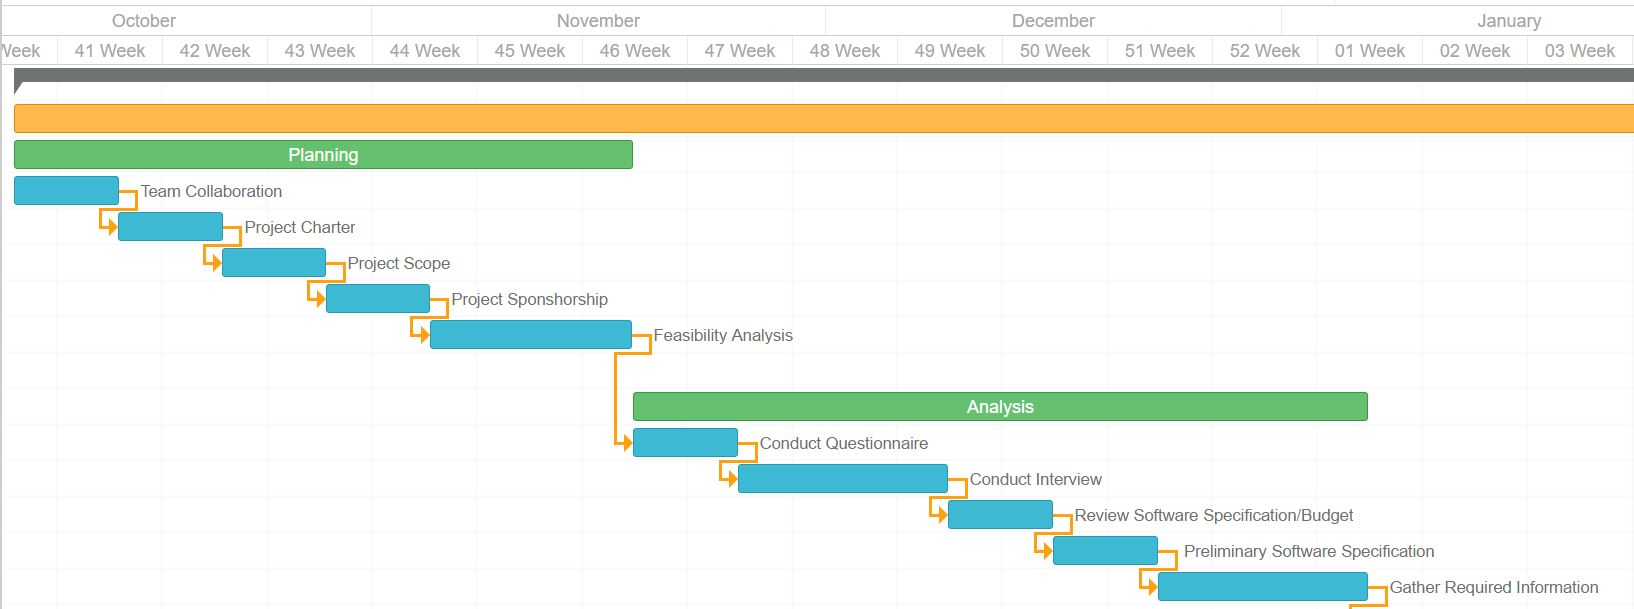 October November December January
Week 41 Week 42 Week 43 Week 44 Week 45 Week 46 Week 47 Week 48 Week 49 Week 50 Week 51 Week 52 Week 01 Week 02 Week 03 Week
Planning
Team Collaboration
Project Charter
Project Scope
Project Sponshorship
Feasibility Analysis
Analysis
Conduct Questionnaire
Conduct Interview
Review Software Specification/Budget
Preliminary Software Specification
Gather Required Information